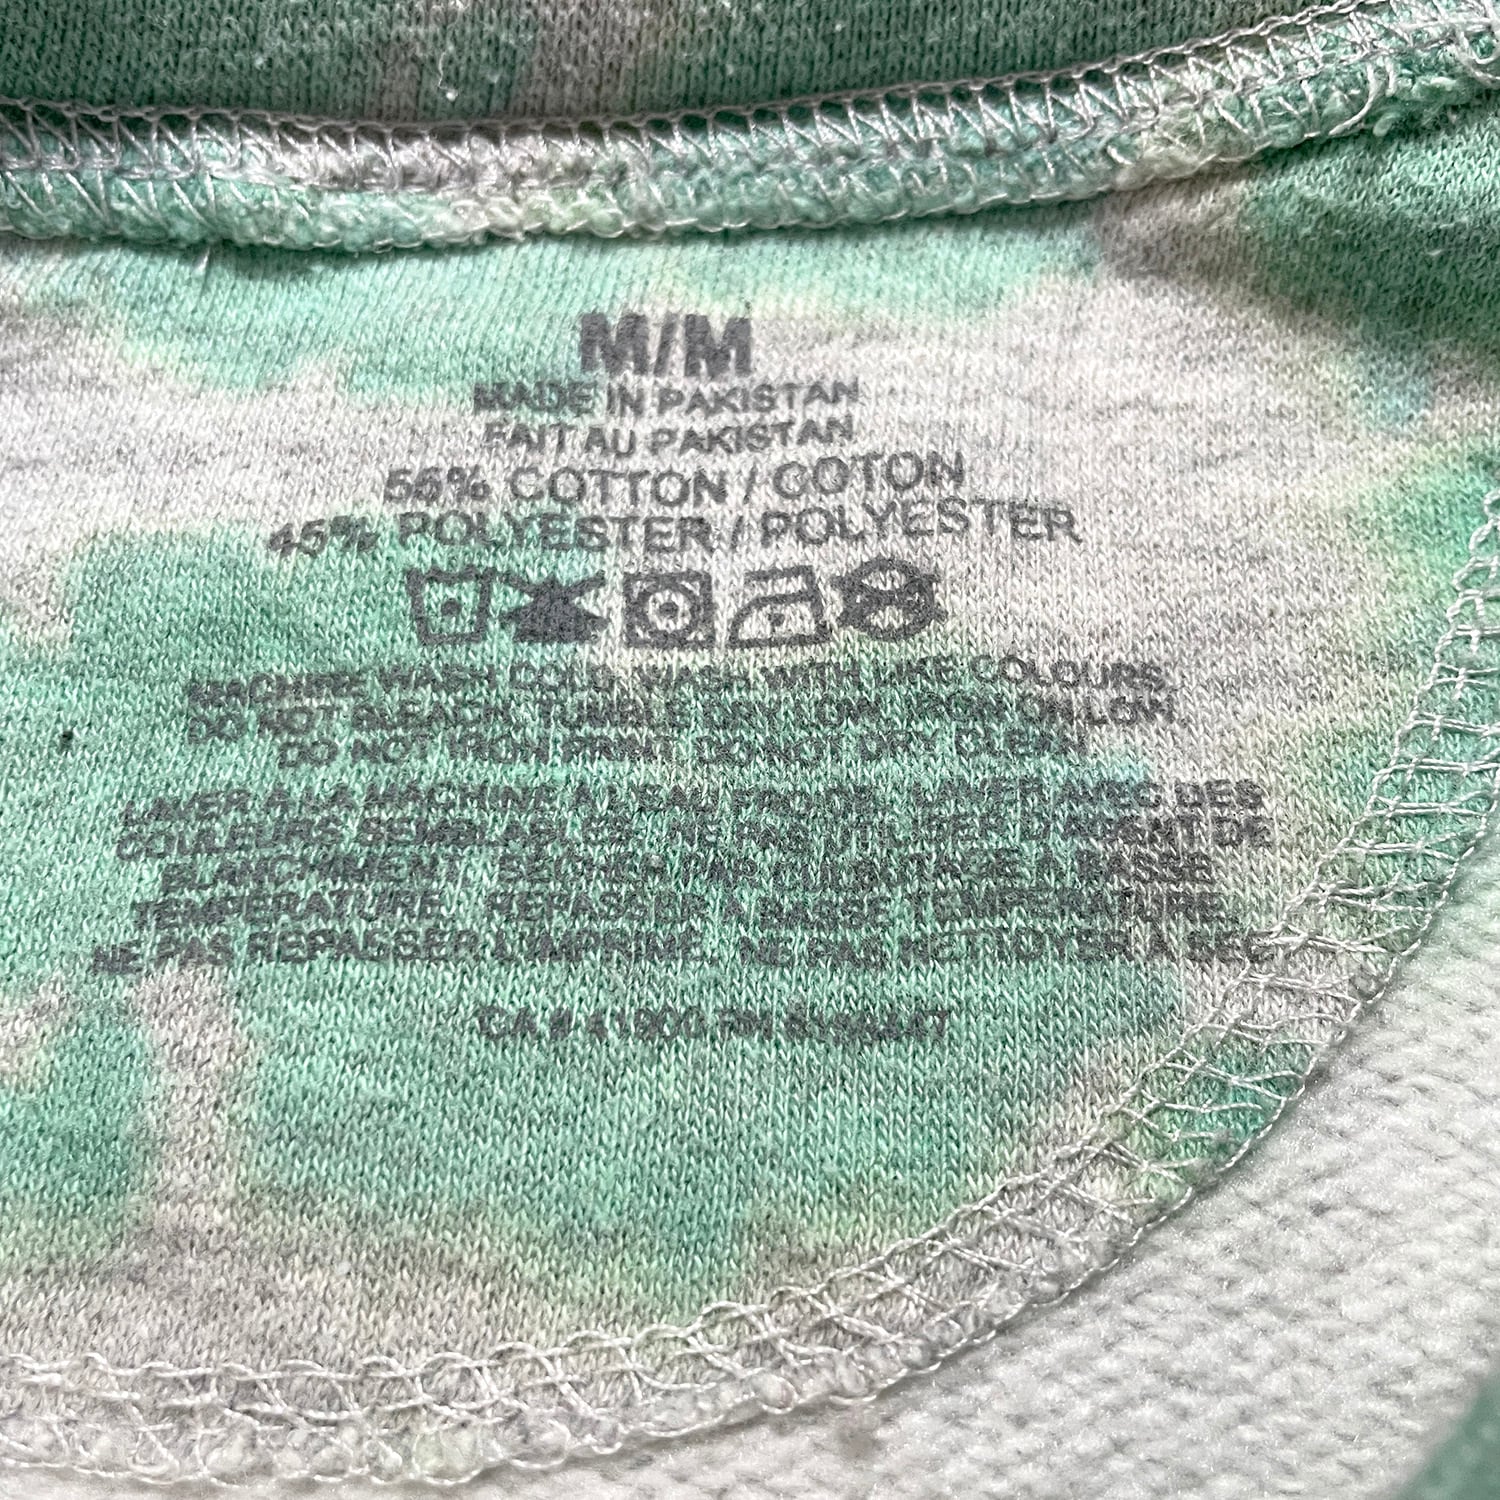 M/M
MADE IN PAKISTAN
FAIT AU PAKISTAN
55% COTTON / COTON
45% POLYESTER / POLYESTER
MACHINE WASH COLD, WASH WITH LIKE COLOURS,
DO NOT BLEACH, TUMBLE DRY LOW, IRON ON LOW,
DO NOT IRON PRINT, DO NOT DRY CLEAN
LAVER À LA MACHINE À L'EAU FROIDE, LAVER AVEC DES
COULEURS SEMBLABLES, NE PAS UTILISER D'AGENT DE
BLANCHIMENT, SÉCHER PAR CULBUTAGE À BASSE
TEMPÉRATURE, REPASSER À BASSE TEMPÉRATURE,
NE PAS REPASSER L'IMPRIMÉ, NE PAS NETTOYER À SEC
CA #